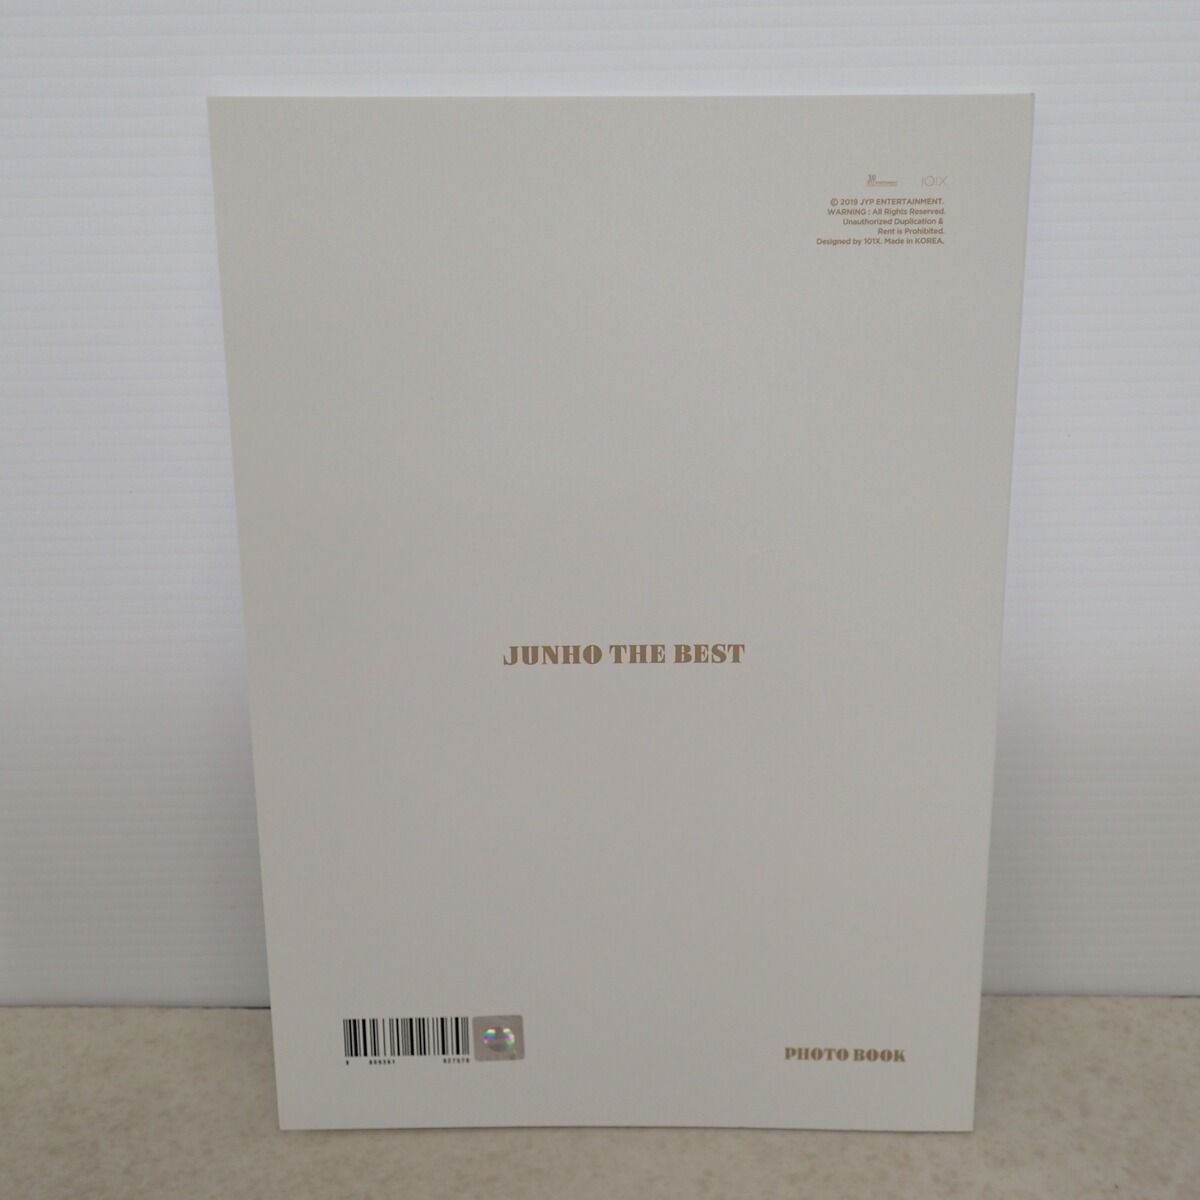 101X
© 2019 JYP ENTERTAINMENT.
WARNING : All Rights Reserved.
Unauthorized Duplication &
Rent is Prohibited.
Designed by 101X. Made in KOREA.
JUNHO THE BEST
PHOTO BOOK